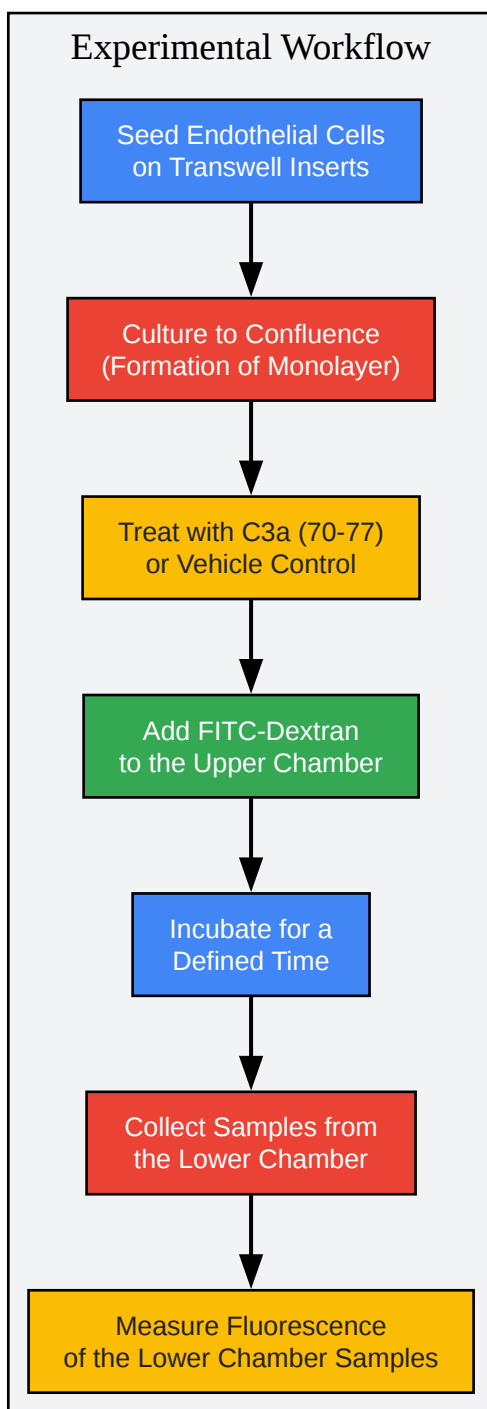 Experimental Workflow
Seed Endothelial Cells
on Transwell Inserts
Culture to Confluence
(Formation of Monolayer)
Treat with C3a (70-77)
or Vehicle Control
Add FITC-Dextran
to the Upper Chamber
Incubate for a
Defined Time
Collect Samples from
the Lower Chamber
Measure Fluorescence
of the Lower Chamber Samples